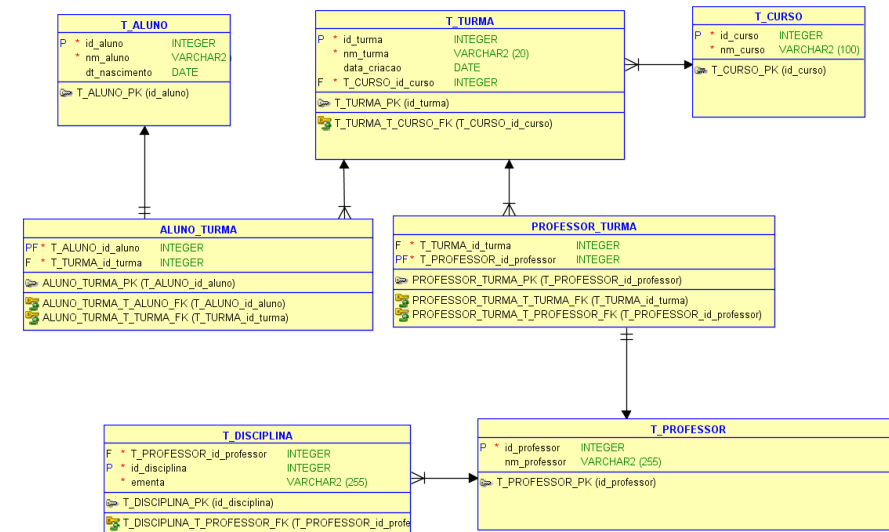 T_ALUNO
P * id_aluno INTEGER
* nm_aluno VARCHAR2
dt_nascimento DATE
T_ALUNO_PK (id_aluno)
T_TURMA
P * id_turma INTEGER
* nm_turma VARCHAR2 (20)
data_criacao DATE
F * T_CURSO_id_curso INTEGER
T_TURMA_PK (id_turma)
T_TURMA_T_CURSO_FK (T_CURSO_id_curso)
T_CURSO
P * id_curso INTEGER
* nm_curso VARCHAR2 (100)
T_CURSO_PK (id_curso)
ALUNO_TURMA
PF* T_ALUNO_id_aluno INTEGER
F * T_TURMA_id_turma INTEGER
ALUNO_TURMA_PK (T_ALUNO_id_aluno)
ALUNO_TURMA_T_ALUNO_FK (T_ALUNO_id_aluno)
ALUNO_TURMA_T_TURMA_FK (T_TURMA_id_turma)
PROFESSOR_TURMA
F * T_TURMA_id_turma INTEGER
PF* T_PROFESSOR_id_professor INTEGER
PROFESSOR_TURMA_PK (T_PROFESSOR_id_professor)
PROFESSOR_TURMA_T_TURMA_FK (T_TURMA_id_turma)
PROFESSOR_TURMA_T_PROFESSOR_FK (T_PROFESSOR_id_professor)
T_DISCIPLINA
F * T_PROFESSOR_id_professor INTEGER
P * id_disciplina INTEGER
* ementa VARCHAR2 (255)
T_DISCIPLINA_PK (id_disciplina)
T_DISCIPLINA_T_PROFESSOR_FK (T_PROFESSOR_id_profe
T_PROFESSOR
P * id_professor INTEGER
nm_professor VARCHAR2 (255)
T_PROFESSOR_PK (id_professor)